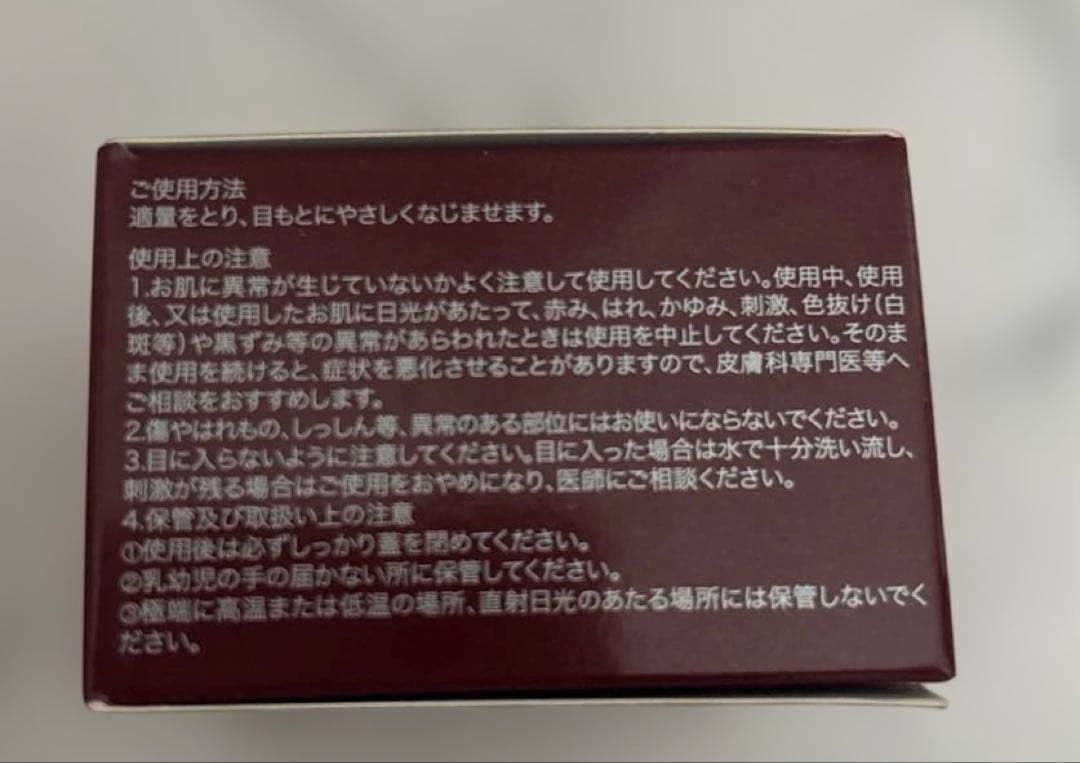 ご使用方法
適量をとり、目もとにやさしくなじませます。
使用上の注意
1.お肌に異常が生じていないかよく注意して使用してください。使用中、使用
後、又は使用したお肌に日光があたって、赤み、はれ、かゆみ、刺激、色抜け(白
斑等)や黒ずみ等の異常があらわれたときは使用を中止してください。そのま
ま使用を続けると、症状を悪化させることがありますので、皮膚科専門医等へ
ご相談をおすすめします。
2.傷やはれもの、しっしん等、異常のある部位にはお使いにならないでください。
3.目に入らないように注意してください。目に入った場合は水で十分洗い流し、
刺激が残る場合はご使用をおやめになり、医師にご相談ください。
4.保管及び取扱い上の注意
①使用後は必ずしっかり蓋を閉めてください。
②乳幼児の手の届かない所に保管してください。
③極端に高温または低温の場所、直射日光のあたる場所には保管しないでく
ださい。